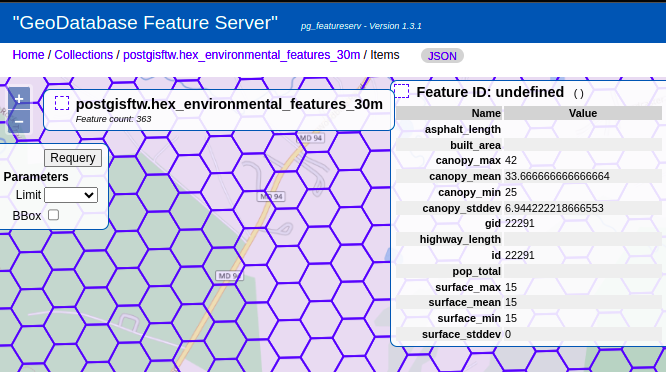 "GeoDatabase Feature Server" pg_featureserv - Version 1.3.1
Home / Collections / postgisftw.hex_environmental_features_30m / Items JSON
+
−
postgisftw.hex_environmental_features_30m
Feature count: 363
Requery
Parameters
Limit
BBox
MD 94
MD 94
MD 94
Feature ID: undefined ( )
Name Value
asphalt_length
built_area
canopy_max 42
canopy_mean 33.666666666666664
canopy_min 25
canopy_stddev 6.944222218666553
gid 22291
highway_length
id 22291
pop_total
surface_max 15
surface_mean 15
surface_min 15
surface_stddev 0